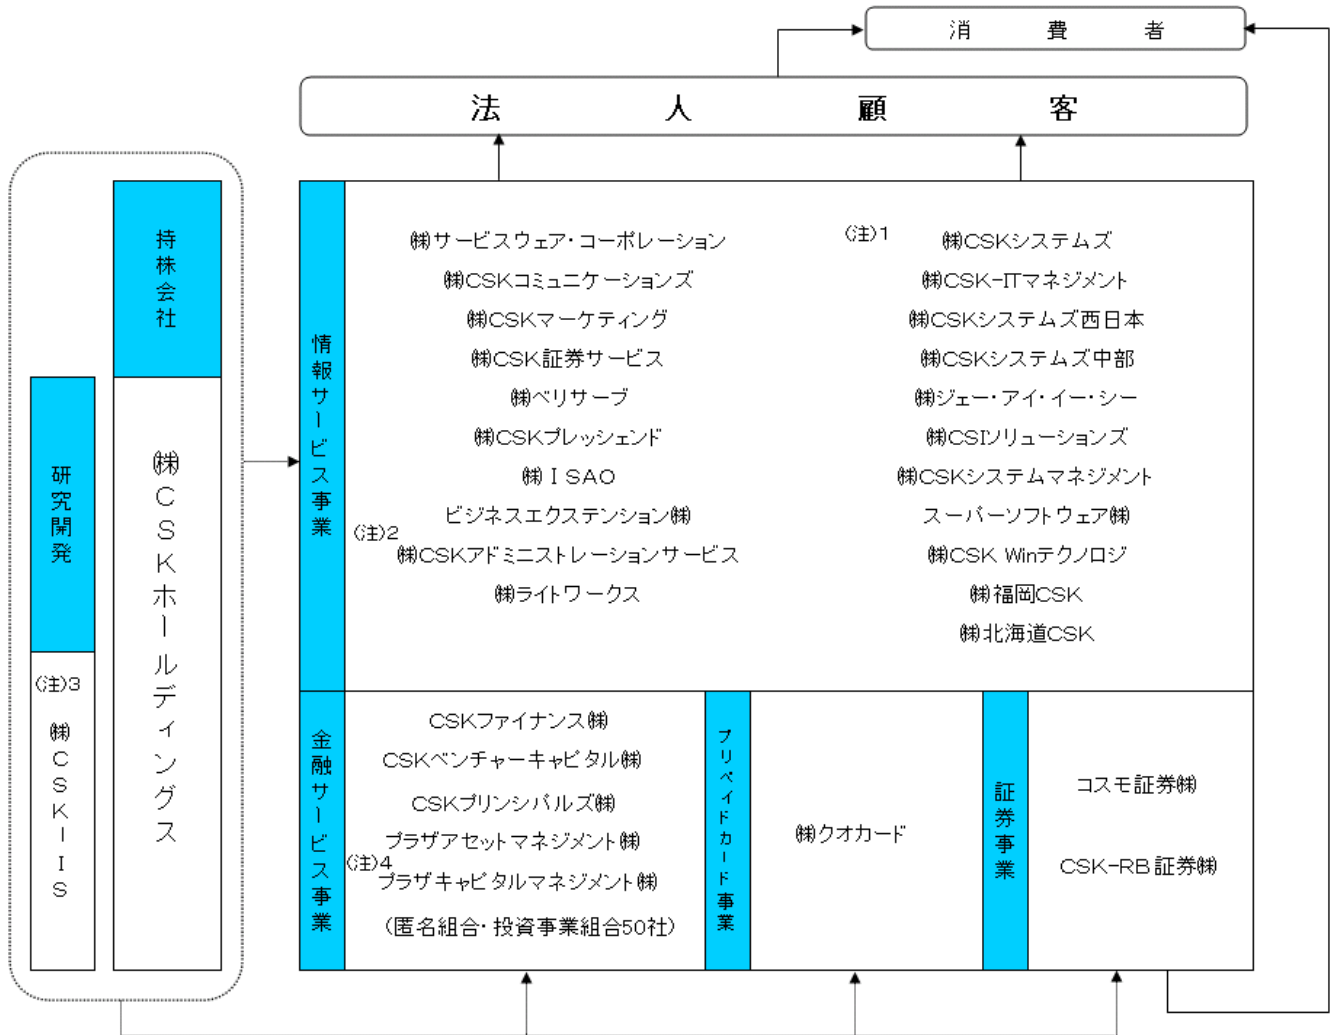 消費者
法人顧客
持株会社
㈱CSKホールディングス
研究開発
(注)3
㈱CSK-IS
情報サービス事業
㈱サービスウェア・コーポレーション
㈱CSKコミュニケーションズ
㈱CSKマーケティング
㈱CSK証券サービス
㈱ベリサーブ
㈱CSKプレッシェンド
㈱ISAO
ビジネスエクステンション㈱
(注)2
㈱CSKアドミニストレーションサービス
㈱ライトワークス
(注)1
㈱CSKシステムズ
㈱CSK-ITマネジメント
㈱CSKシステムズ西日本
㈱CSKシステムズ中部
㈱ジェー・アイ・イー・シー
㈱CSIソリューションズ
㈱CSKシステムマネジメント
スーパーソフトウェア㈱
㈱CSK Winテクノロジ
㈱福岡CSK
㈱北海道CSK
金融サービス事業
CSKファイナンス㈱
CSKベンチャーキャピタル㈱
CSKプリンシパルズ㈱
プラザアセットマネジメント㈱
(注)4
プラザキャピタルマネジメント㈱
(匿名組合・投資事業組合50社)
プリペイドカード事業
㈱クオカード
証券事業
コスモ証券㈱
CSK-RB証券㈱